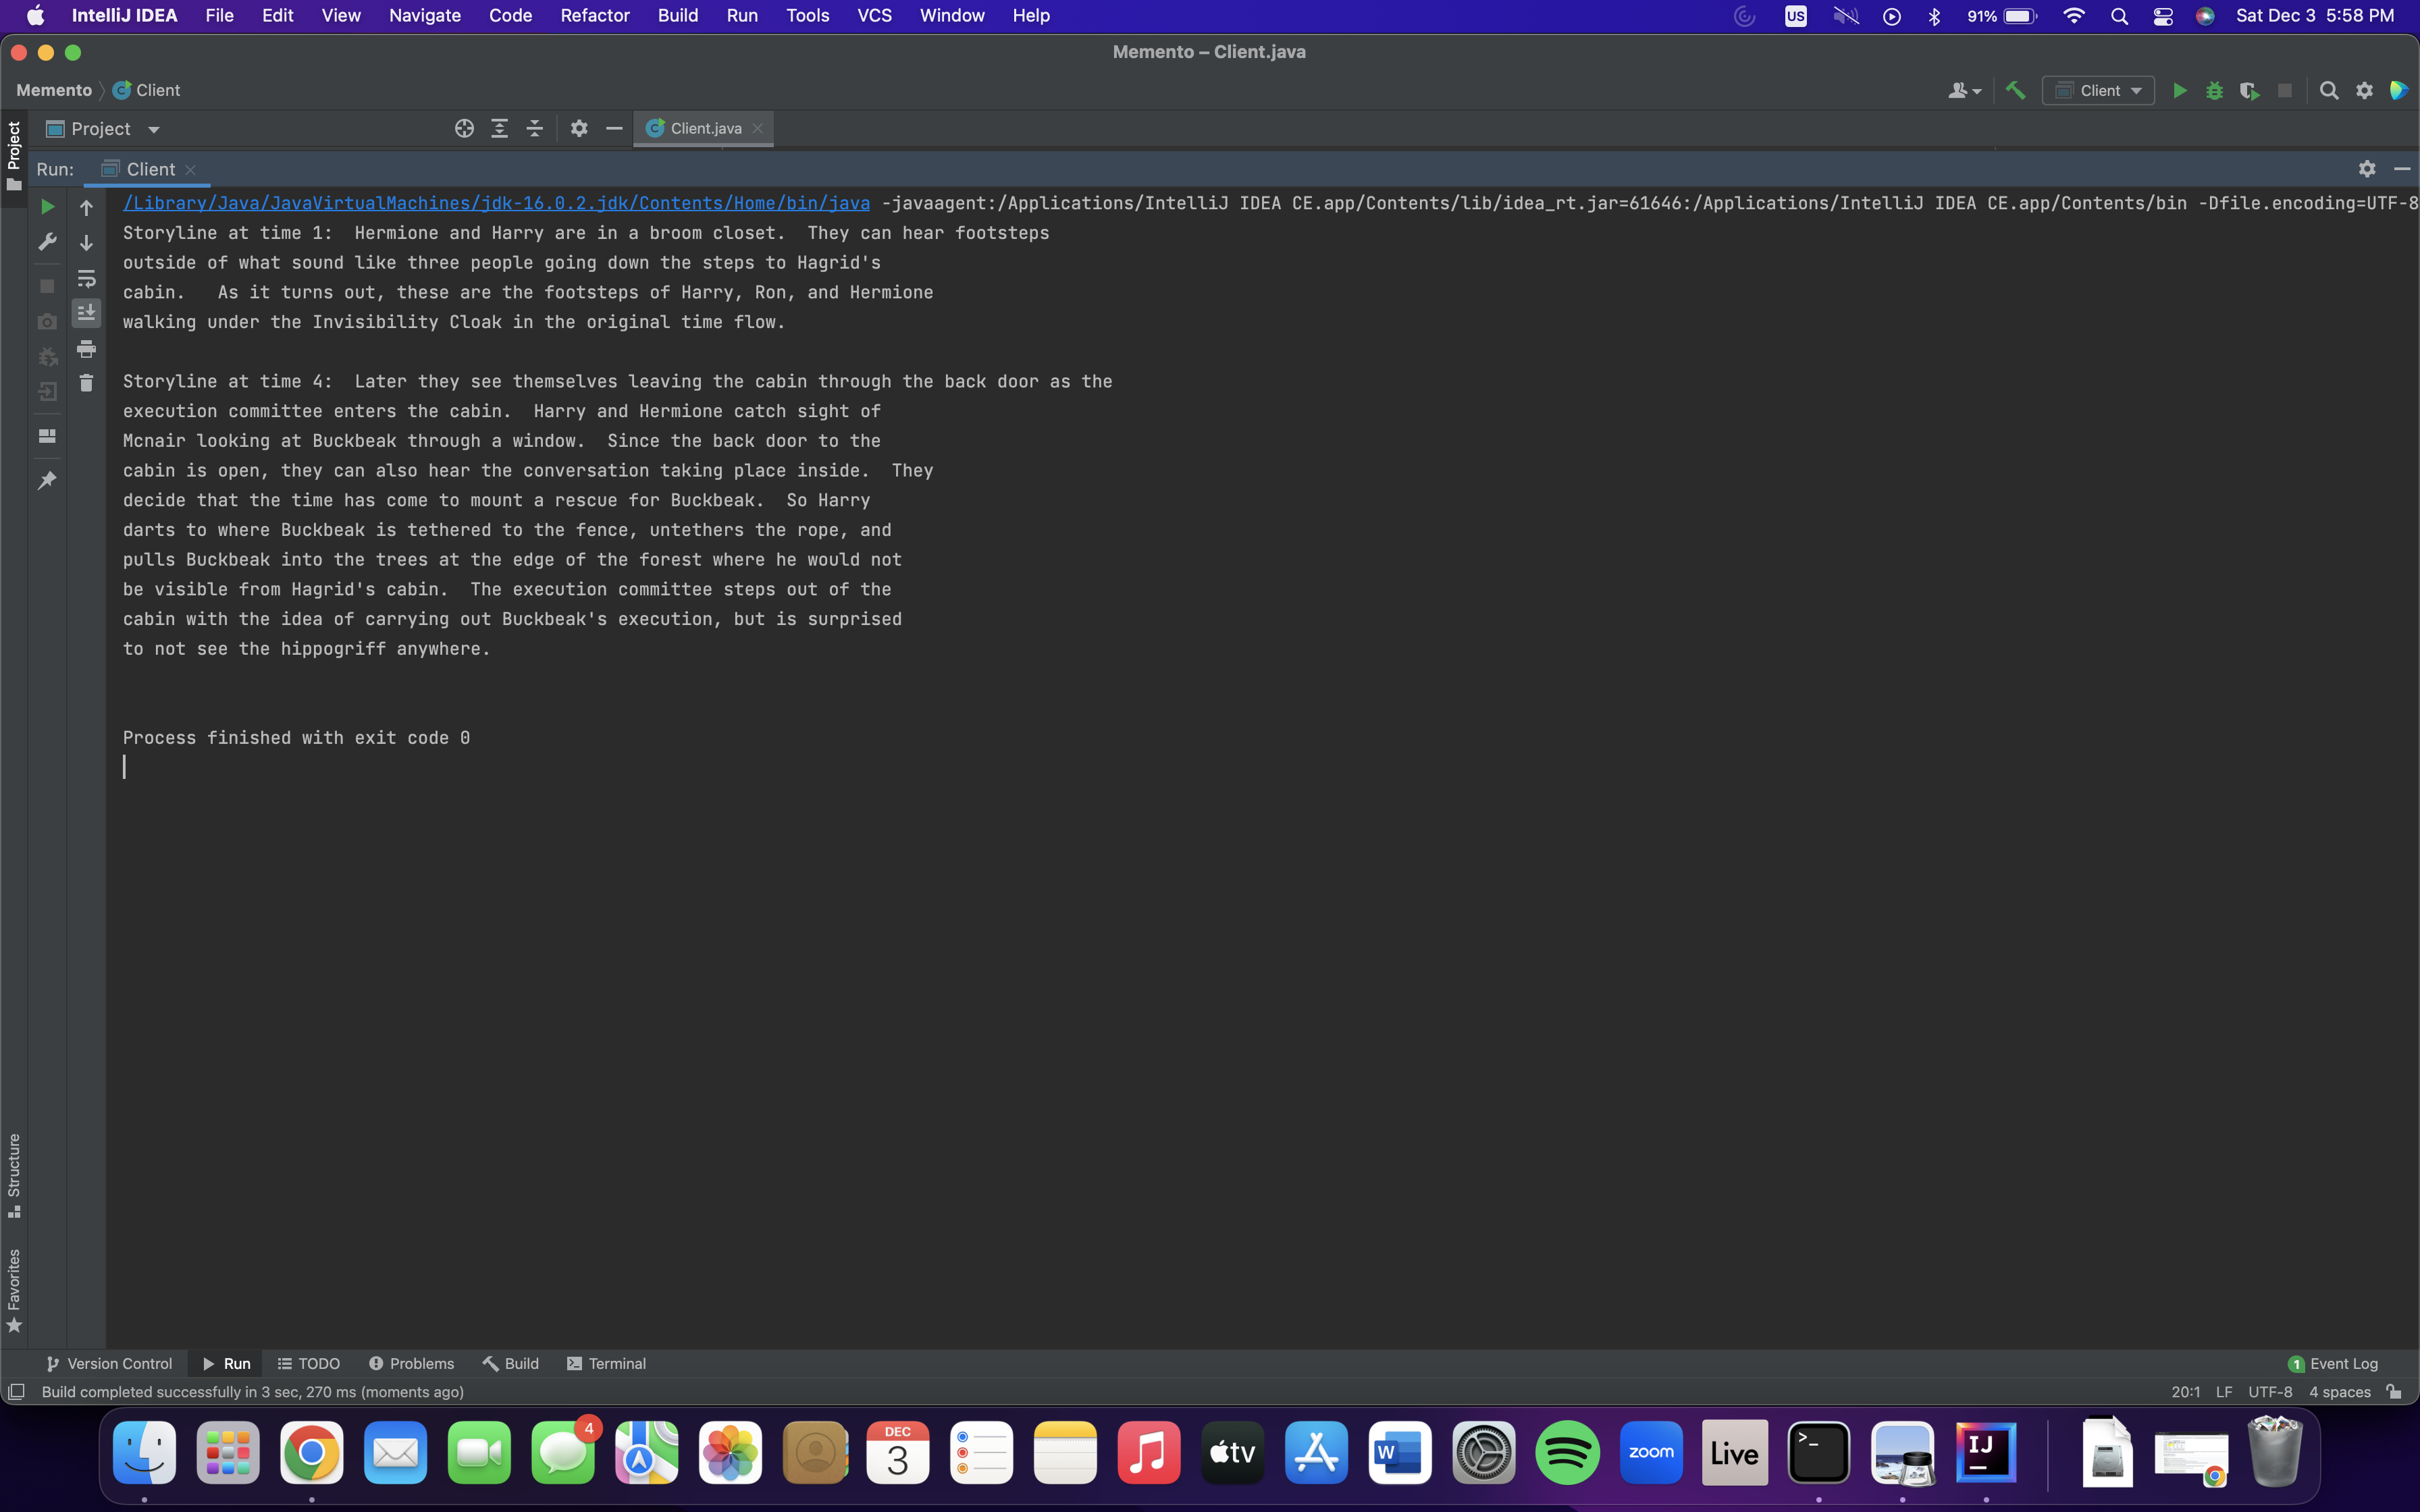 IntelliJ IDEA File Edit View Navigate Code Refactor Build Run Tools VCS Window Help US 91% Sat Dec 3 5:58 PM
Memento – Client.java
Memento Client Client
Project Project Client.java
Run: Client
/Library/Java/JavaVirtualMachines/jdk-16.0.2.jdk/Contents/Home/bin/java -javaagent:/Applications/IntelliJ IDEA CE.app/Contents/lib/idea_rt.jar=61646:/Applications/IntelliJ IDEA CE.app/Contents/bin -Dfile.encoding=UTF-8
Storyline at time 1:  Hermione and Harry are in a broom closet.  They can hear footsteps
outside of what sound like three people going down the steps to Hagrid's
cabin.   As it turns out, these are the footsteps of Harry, Ron, and Hermione
walking under the Invisibility Cloak in the original time flow.
Storyline at time 4:  Later they see themselves leaving the cabin through the back door as the
execution committee enters the cabin.  Harry and Hermione catch sight of
Mcnair looking at Buckbeak through a window.  Since the back door to the
cabin is open, they can also hear the conversation taking place inside.  They
decide that the time has come to mount a rescue for Buckbeak.  So Harry
darts to where Buckbeak is tethered to the fence, untethers the rope, and
pulls Buckbeak into the trees at the edge of the forest where he would not
be visible from Hagrid's cabin.  The execution committee steps out of the
cabin with the idea of carrying out Buckbeak's execution, but is surprised
to not see the hippogriff anywhere.
Process finished with exit code 0
Structure
Favorites
Version Control Run TODO Problems Build Terminal 1 Event Log
Build completed successfully in 3 sec, 270 ms (moments ago) 20:1 LF UTF-8 4 spaces
4 DEC 3 tv W zoom Live >_ IJ